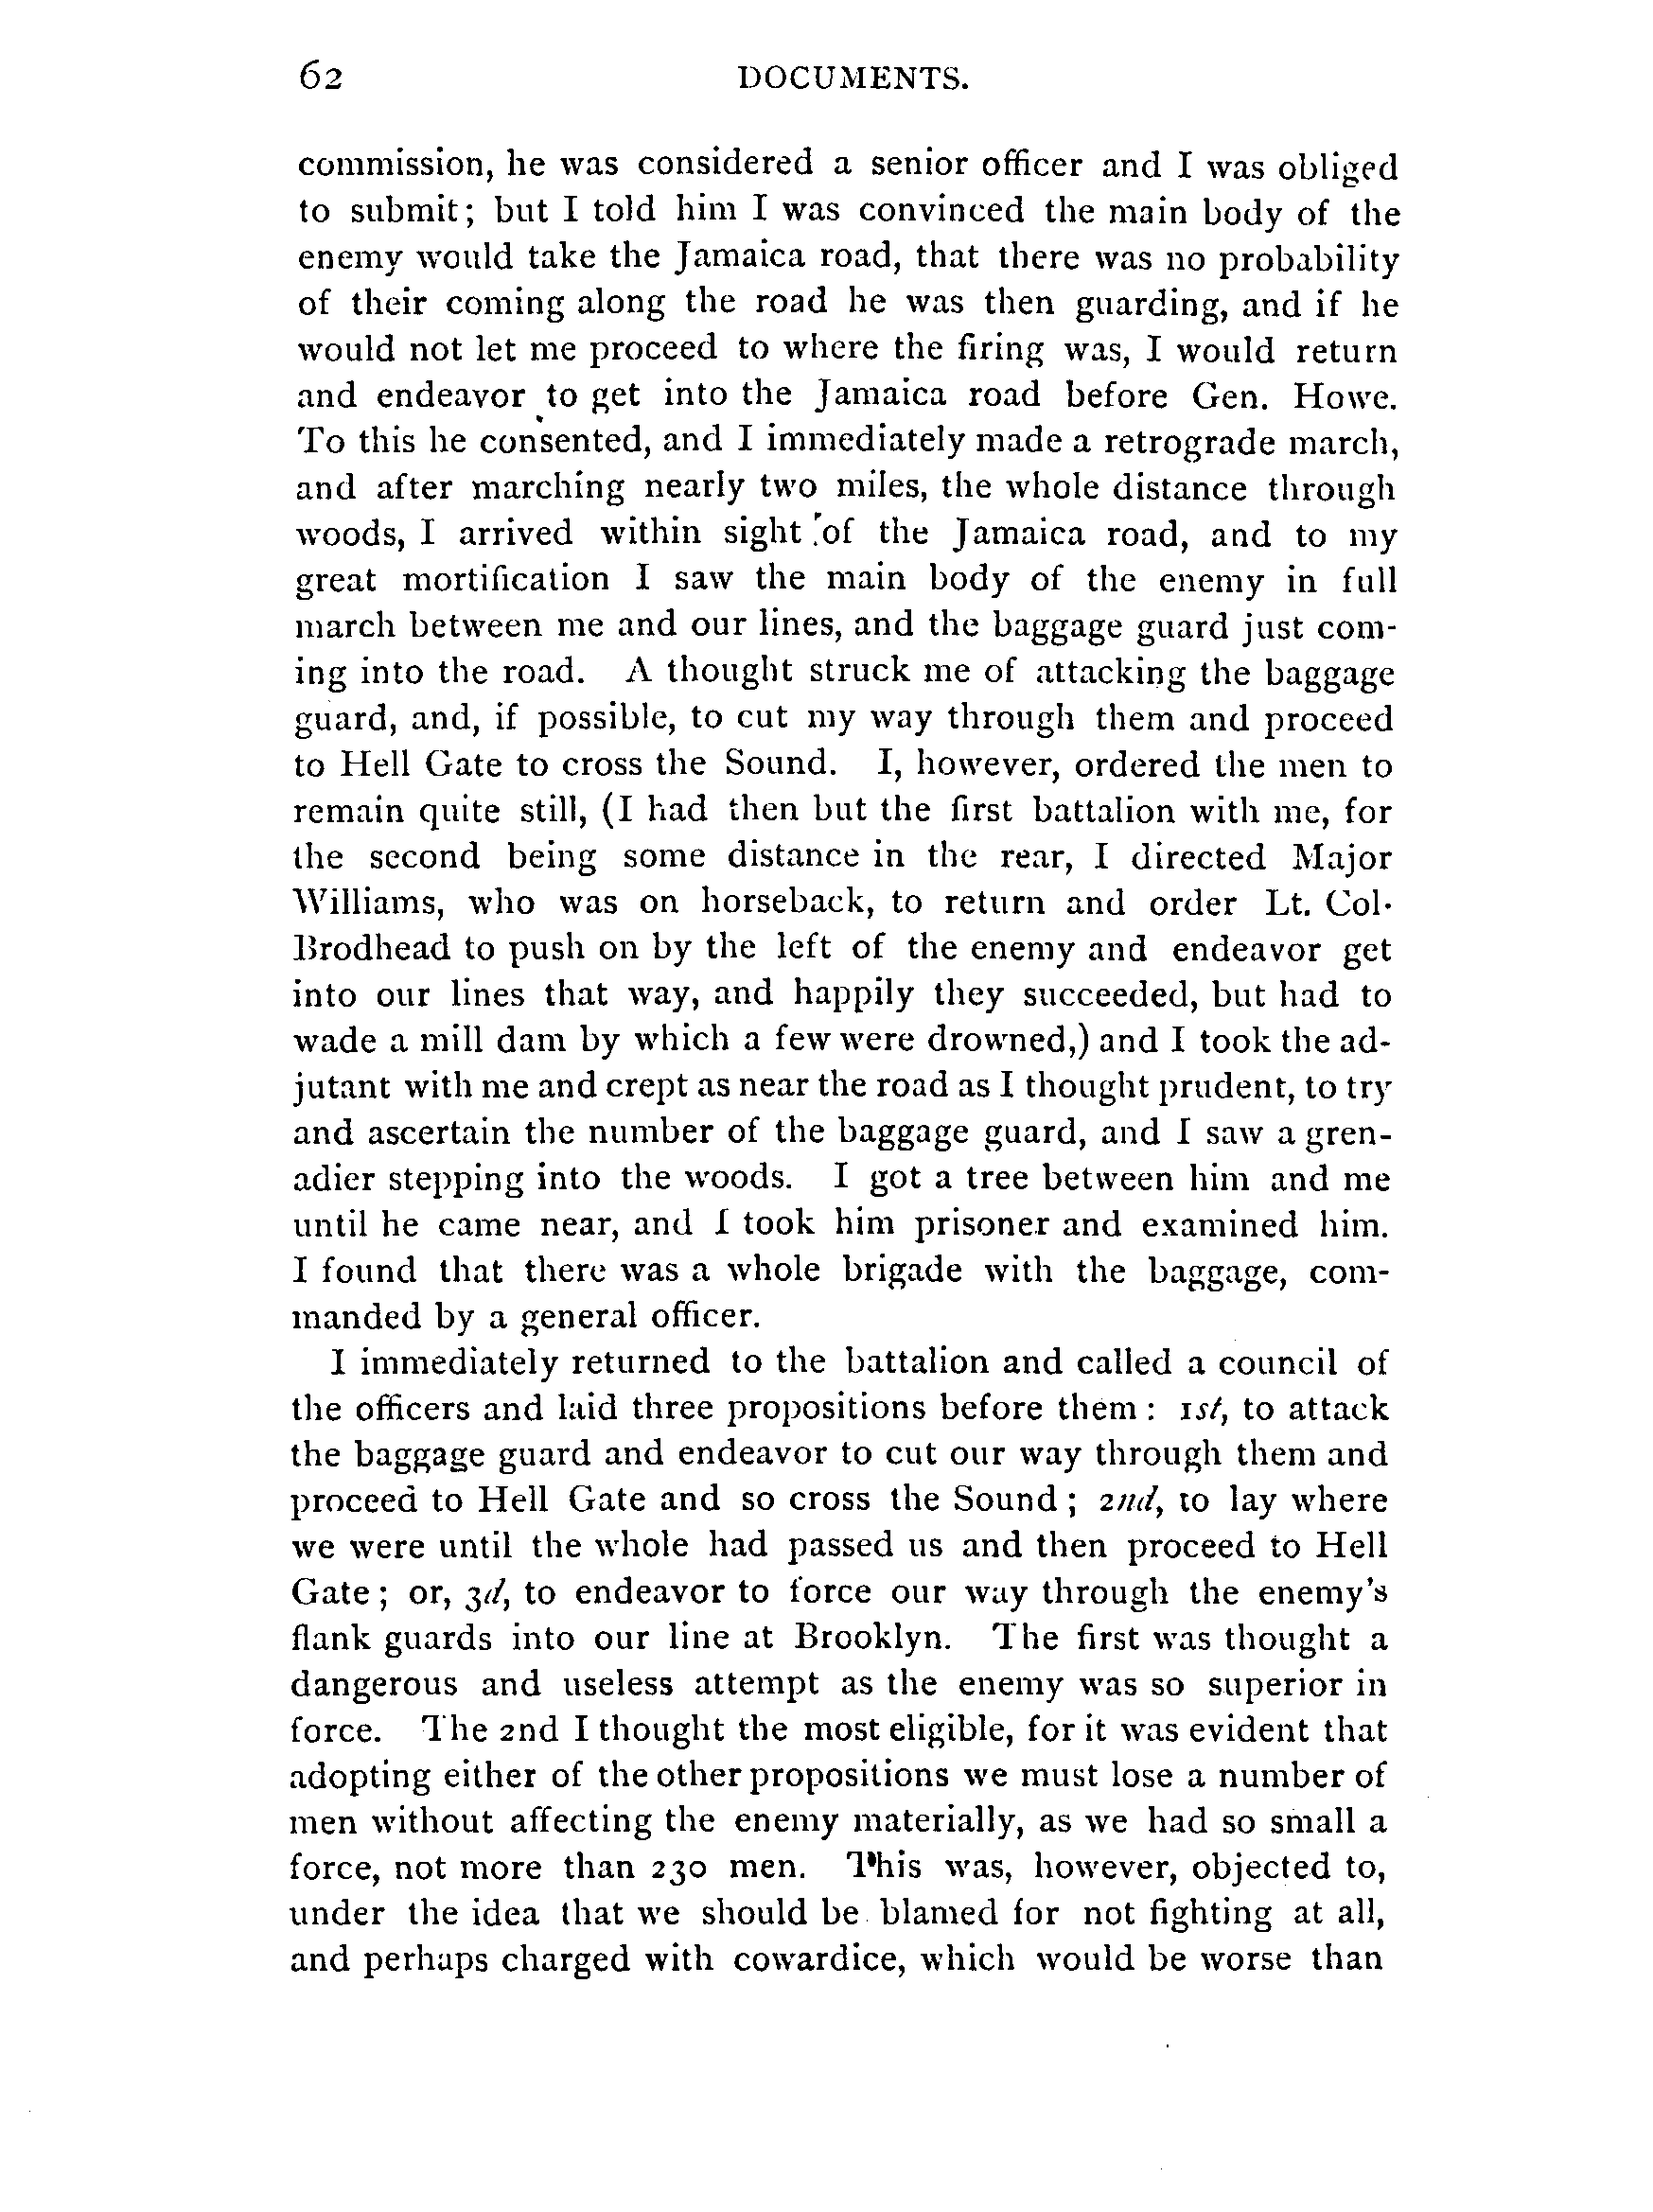 62 DOCUMENTS.
commission, he was considered a senior officer and I was obliged
to submit; but I told him I was convinced the main body of the
enemy would take the Jamaica road, that there was no probability
of their coming along the road he was then guarding, and if he
would not let me proceed to where the firing was, I would return
and endeavor to get into the Jamaica road before Gen. Howe.
To this he consented, and I immediately made a retrograde march,
and after marching nearly two miles, the whole distance through
woods, I arrived within sight of the Jamaica road, and to my
great mortification I saw the main body of the enemy in full
march between me and our lines, and the baggage guard just com-
ing into the road. A thought struck me of attacking the baggage
guard, and, if possible, to cut my way through them and proceed
to Hell Gate to cross the Sound. I, however, ordered the men to
remain quite still, (I had then but the first battalion with me, for
the second being some distance in the rear, I directed Major
Williams, who was on horseback, to return and order Lt. Col.
Brodhead to push on by the left of the enemy and endeavor get
into our lines that way, and happily they succeeded, but had to
wade a mill dam by which a few were drowned,) and I took the ad-
jutant with me and crept as near the road as I thought prudent, to try
and ascertain the number of the baggage guard, and I saw a gren-
adier stepping into the woods. I got a tree between him and me
until he came near, and I took him prisoner and examined him.
I found that there was a whole brigade with the baggage, com-
manded by a general officer.
I immediately returned to the battalion and called a council of
the officers and laid three propositions before them : 1st, to attack
the baggage guard and endeavor to cut our way through them and
proceed to Hell Gate and so cross the Sound ; 2nd, to lay where
we were until the whole had passed us and then proceed to Hell
Gate ; or, 3d, to endeavor to force our way through the enemy's
flank guards into our line at Brooklyn. The first was thought a
dangerous and useless attempt as the enemy was so superior in
force. The 2nd I thought the most eligible, for it was evident that
adopting either of the other propositions we must lose a number of
men without affecting the enemy materially, as we had so small a
force, not more than 230 men. This was, however, objected to,
under the idea that we should be blamed for not fighting at all,
and perhaps charged with cowardice, which would be worse than